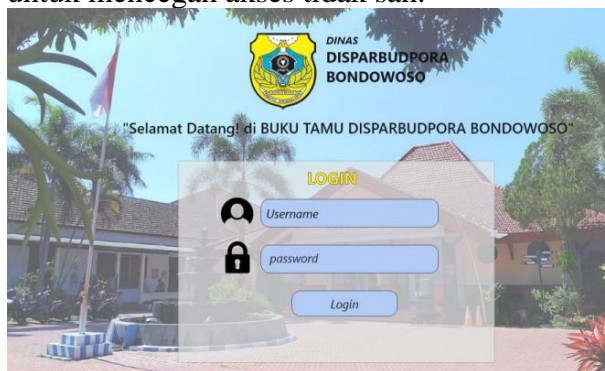 untuk mencegah akses tidak sah.
DINAS
DISPARBUDPORA
BONDOWOSO
"Selamat Datang! di BUKU TAMU DISPARBUDPORA BONDOWOSO"
LOGIN
Username
password
Login